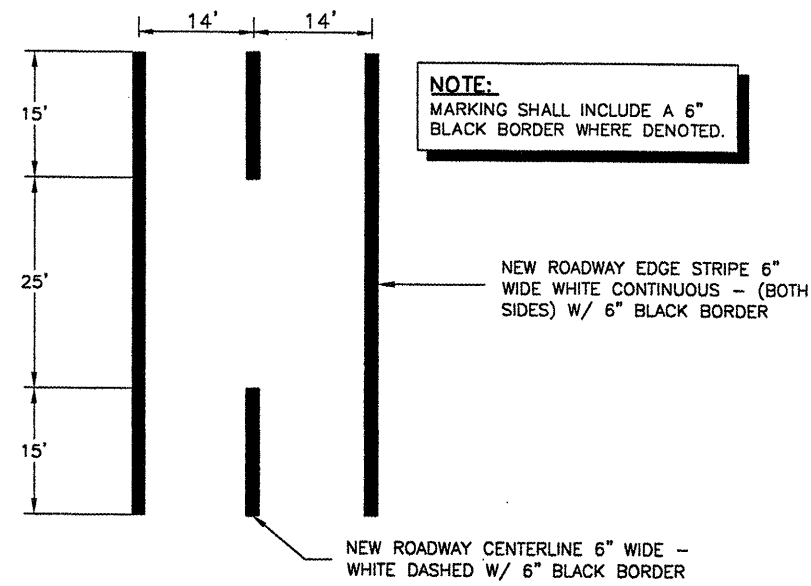 14' 14'
NOTE:
MARKING SHALL INCLUDE A 6"
BLACK BORDER WHERE DENOTED.
15'
25'
NEW ROADWAY EDGE STRIPE 6"
WIDE WHITE CONTINUOUS – (BOTH
SIDES) W/ 6" BLACK BORDER
15'
NEW ROADWAY CENTERLINE 6" WIDE –
WHITE DASHED W/ 6" BLACK BORDER